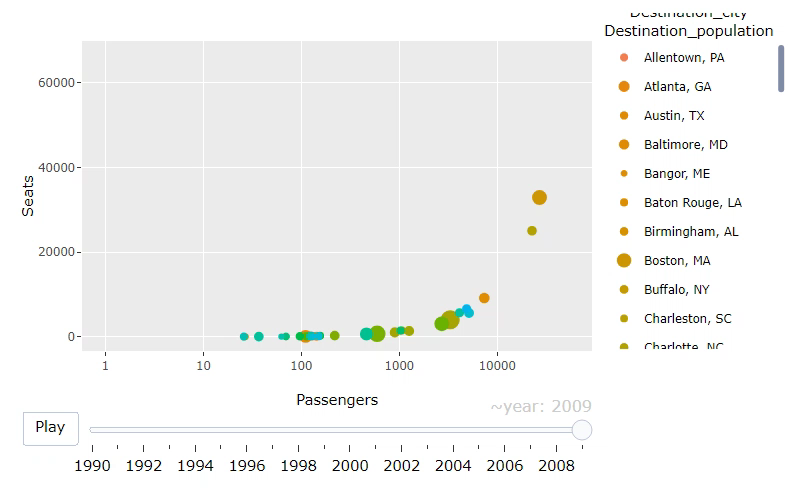 Destination_city
Destination_population
Allentown, PA
Atlanta, GA
Austin, TX
Baltimore, MD
Bangor, ME
Baton Rouge, LA
Birmingham, AL
Boston, MA
Buffalo, NY
Charleston, SC
Charlotte, NC
Seats
60000
40000
20000
0
1 10 100 1000 10000
Passengers
~year: 2009
Play
1990 1992 1994 1996 1998 2000 2002 2004 2006 2008